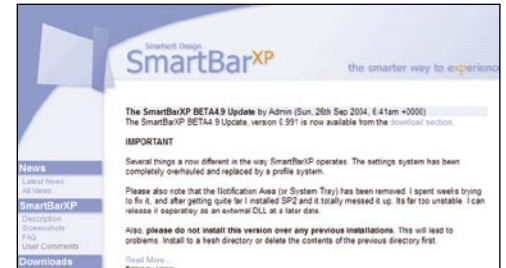 Smartsoft Design
SmartBarXP
the smarter way to experienc
The SmartBarXP BETA4.9 Update by Admin (Sun, 26th Sep 2004, 6:41am +0000)
The SmartBarXP BETA4.9 Update, version 0.991 is now available from the download section.
IMPORTANT
Several things a now different in the way SmartBarXP operates. The settings system has been
completely overhauled and replaced by a profile system.
Please also note that the Notification Area (or System Tray) has been removed. I spent weeks trying
to fix it, and after getting quite far I installed SP2 and it totally messed it up. Its far too unstable. I can
release it seperatley as an external DLL at a later date.
Also, please do not install this version over any previous installations. This will lead to
problems. Install to a fresh directory or delete the contents of the previous directory first.
Read More...
News
Latest News
All News
SmartBarXP
Description
Screenshots
FAQ
User Comments
Downloads